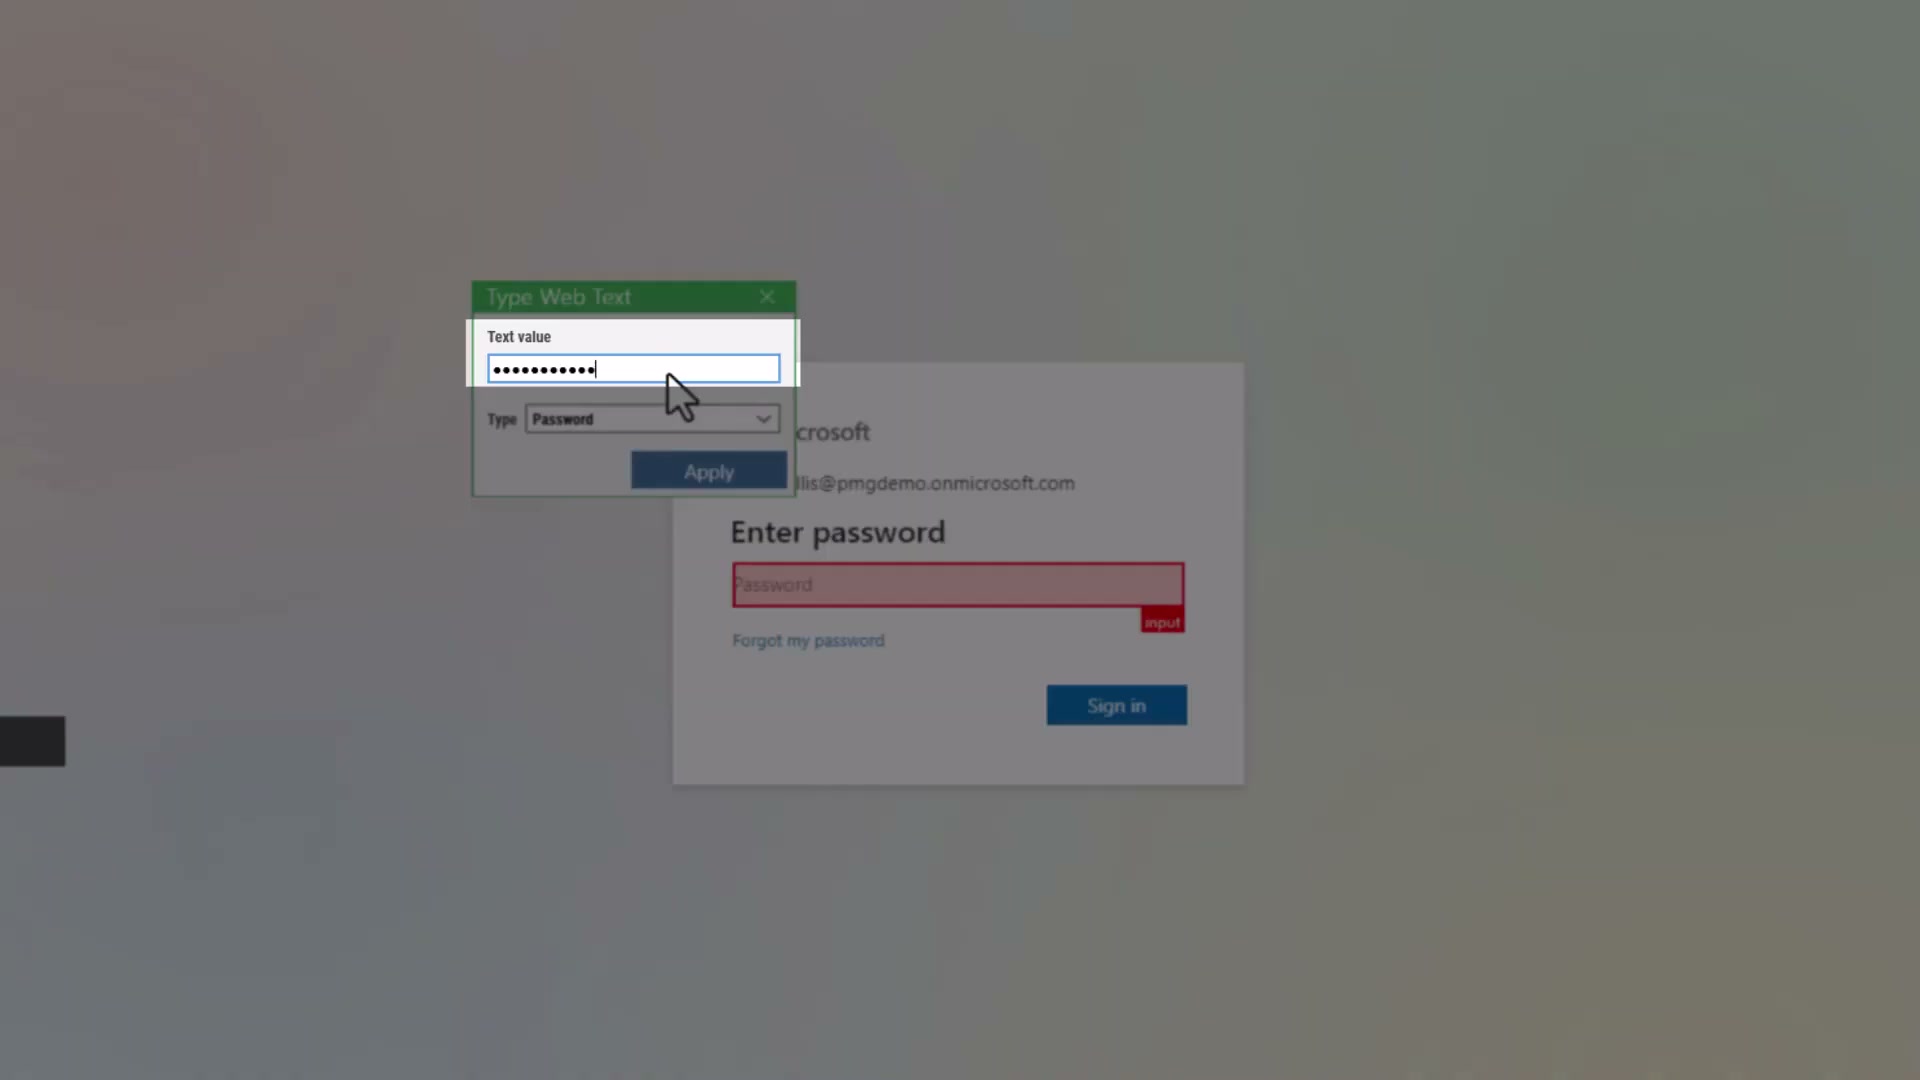 Type Web Text
Text value
•••••••••••
Type Password
Apply
crosoft
llis@pmgdemo.onmicrosoft.com
Enter password
Password
input
Forgot my password
Sign in